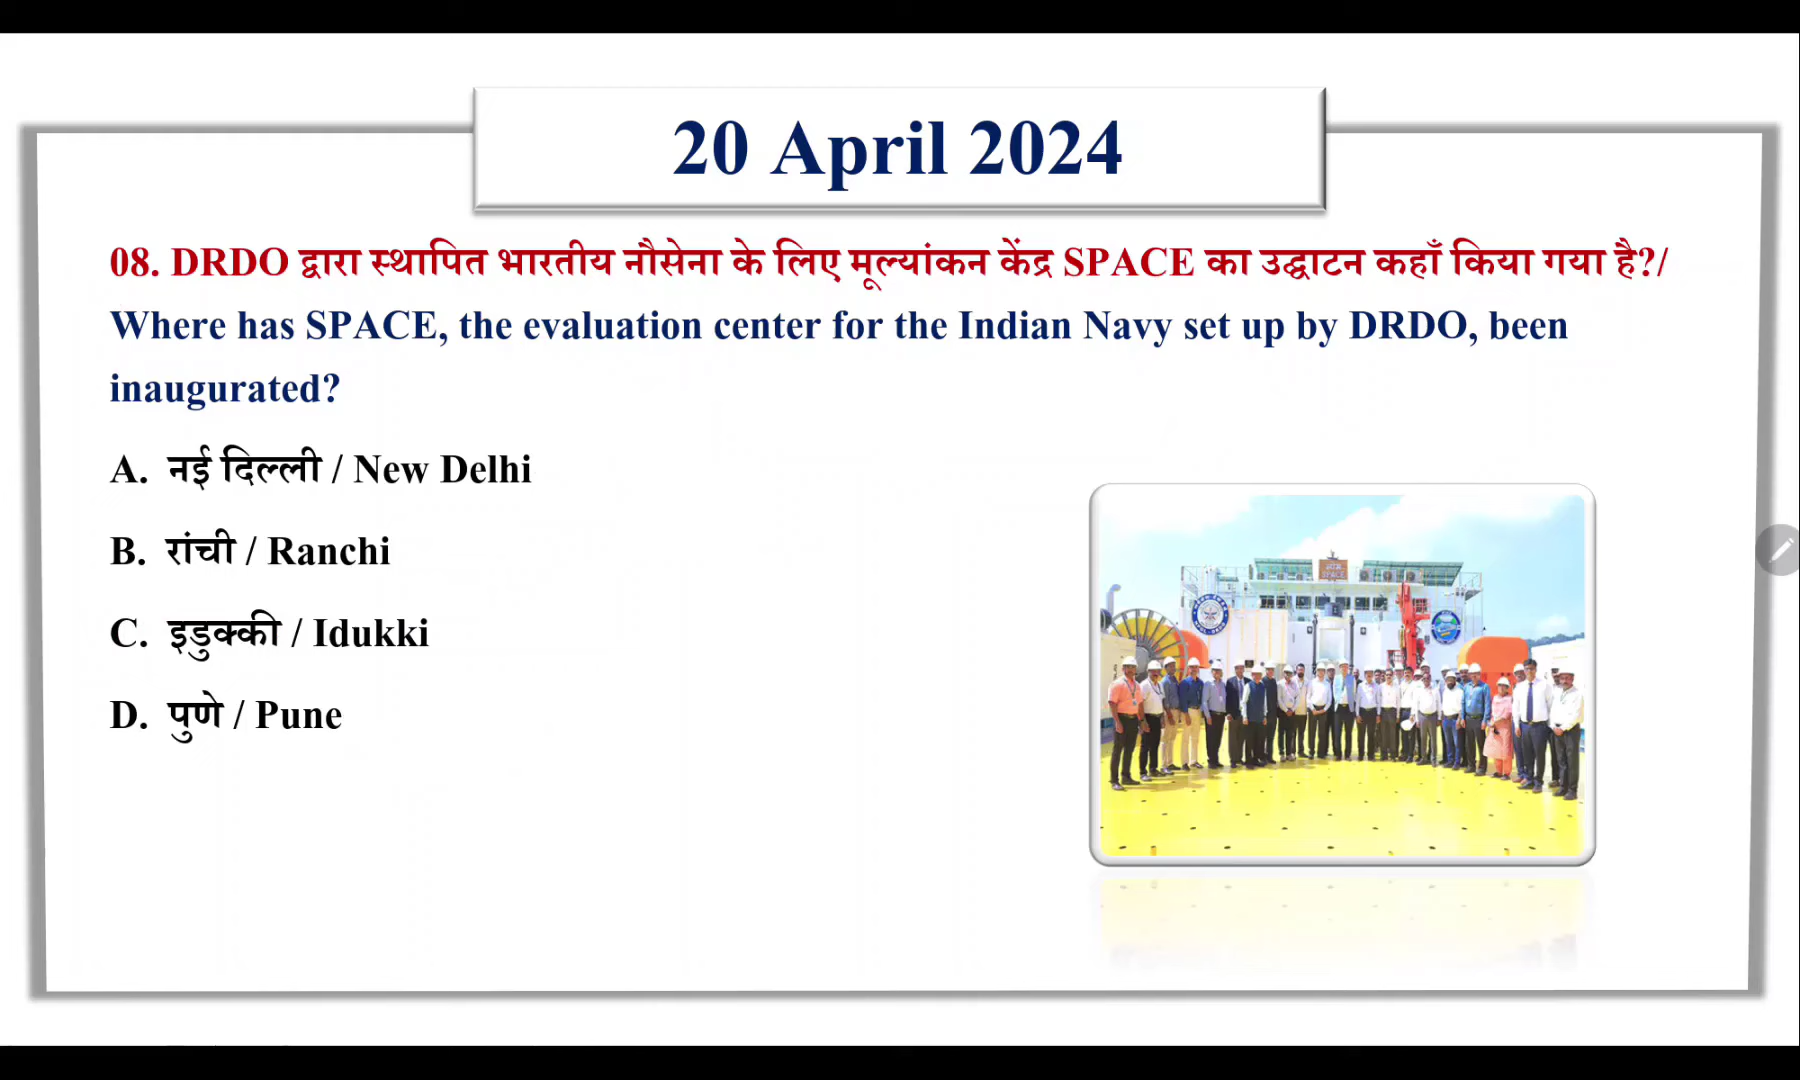 20 April 2024
08. DRDO द्वारा स्थापित भारतीय नौसेना के लिए मूल्यांकन केंद्र SPACE का उद्घाटन कहाँ किया गया है?/
Where has SPACE, the evaluation center for the Indian Navy set up by DRDO, been
inaugurated?
A. नई दिल्ली / New Delhi
B. रांची / Ranchi
C. इडुक्की / Idukki
D. पुणे / Pune
SPACE